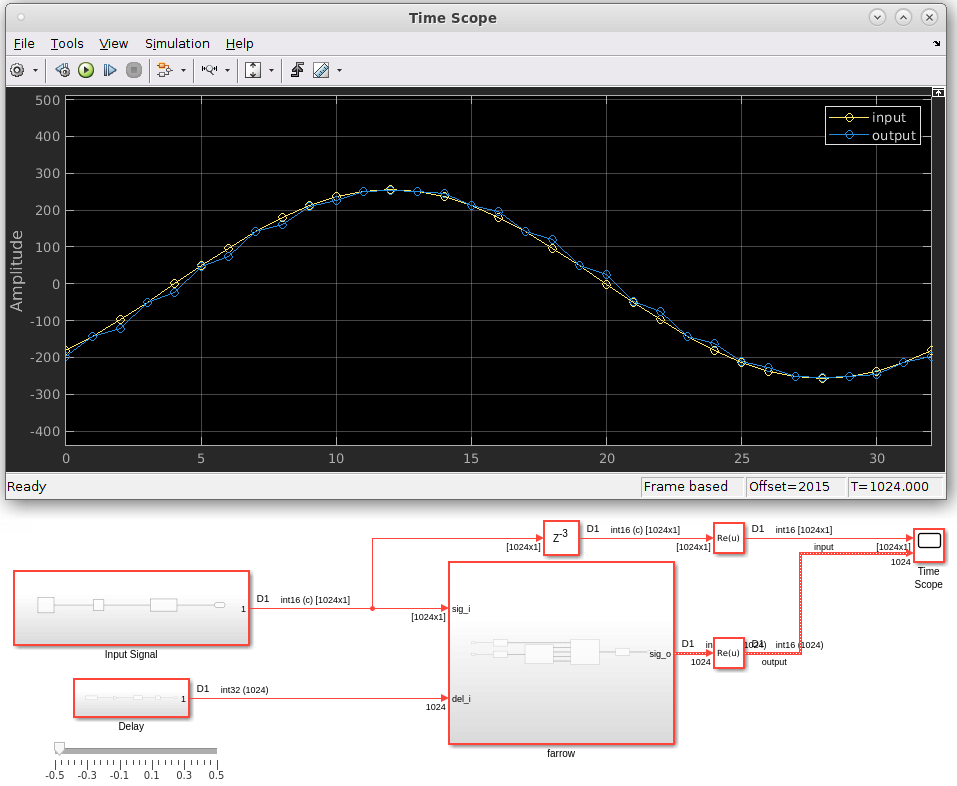 Time Scope
File Tools View Simulation Help
input
output
Amplitude
500
400
300
200
100
0
-100
-200
-300
-400
0 5 10 15 20 25 30
Ready Frame based Offset=2015 T=1024.000
Z-3
D1 int16 (c) [1024x1]
[1024x1]
[1024x1]
Re(u)
D1 int16 [1024x1]
[1024x1]
input
1024
Time
Scope
D1 int16 (c) [1024x1]
1
[1024x1]
sig_i
Input Signal
sig_o
D1
1024
Re(u)
D1 int16 (1024)
output
D1 int32 (1024)
1
1024
del_i
Delay
farrow
-0.5 -0.3 -0.1 0.1 0.3 0.5